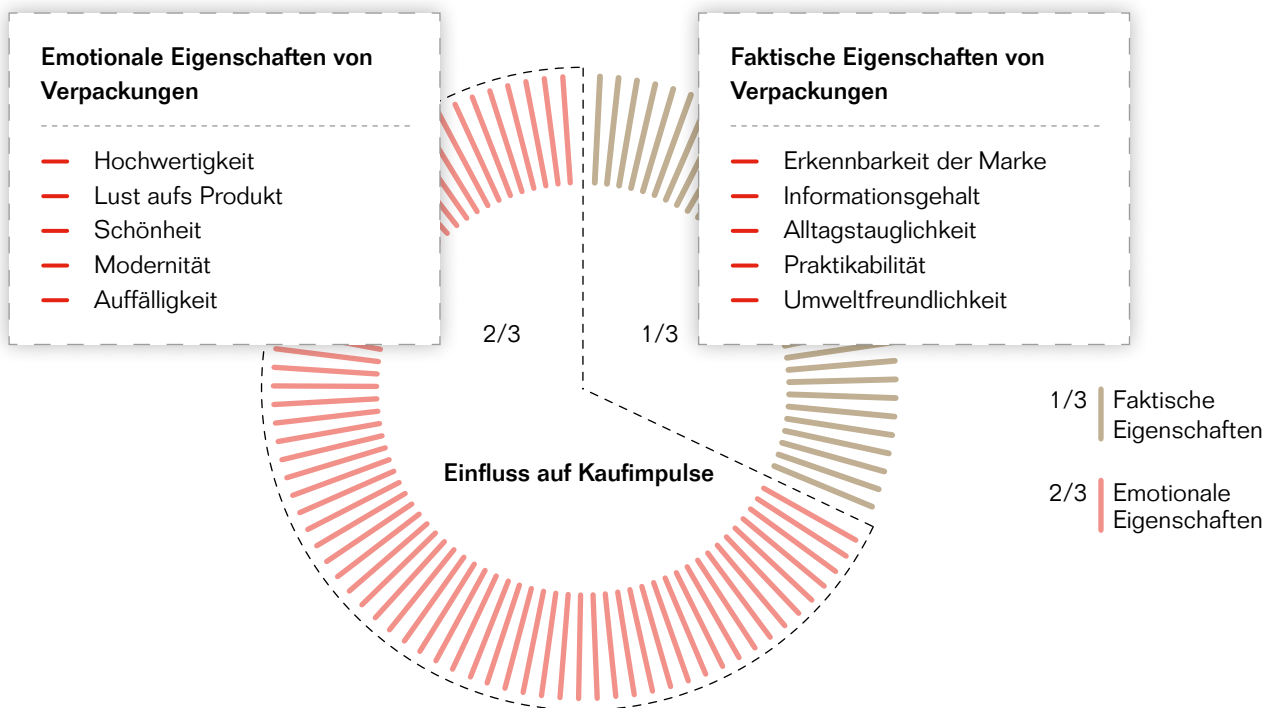 Emotionale Eigenschaften von
Verpackungen
Hochwertigkeit
Lust aufs Produkt
Schönheit
Modernität
Auffälligkeit
Faktische Eigenschaften von
Verpackungen
Erkennbarkeit der Marke
Informationsgehalt
Alltagstauglichkeit
Praktikabilität
Umweltfreundlichkeit
2/3
1/3
Einfluss auf Kaufimpulse
1/3 Faktische
Eigenschaften
2/3 Emotionale
Eigenschaften